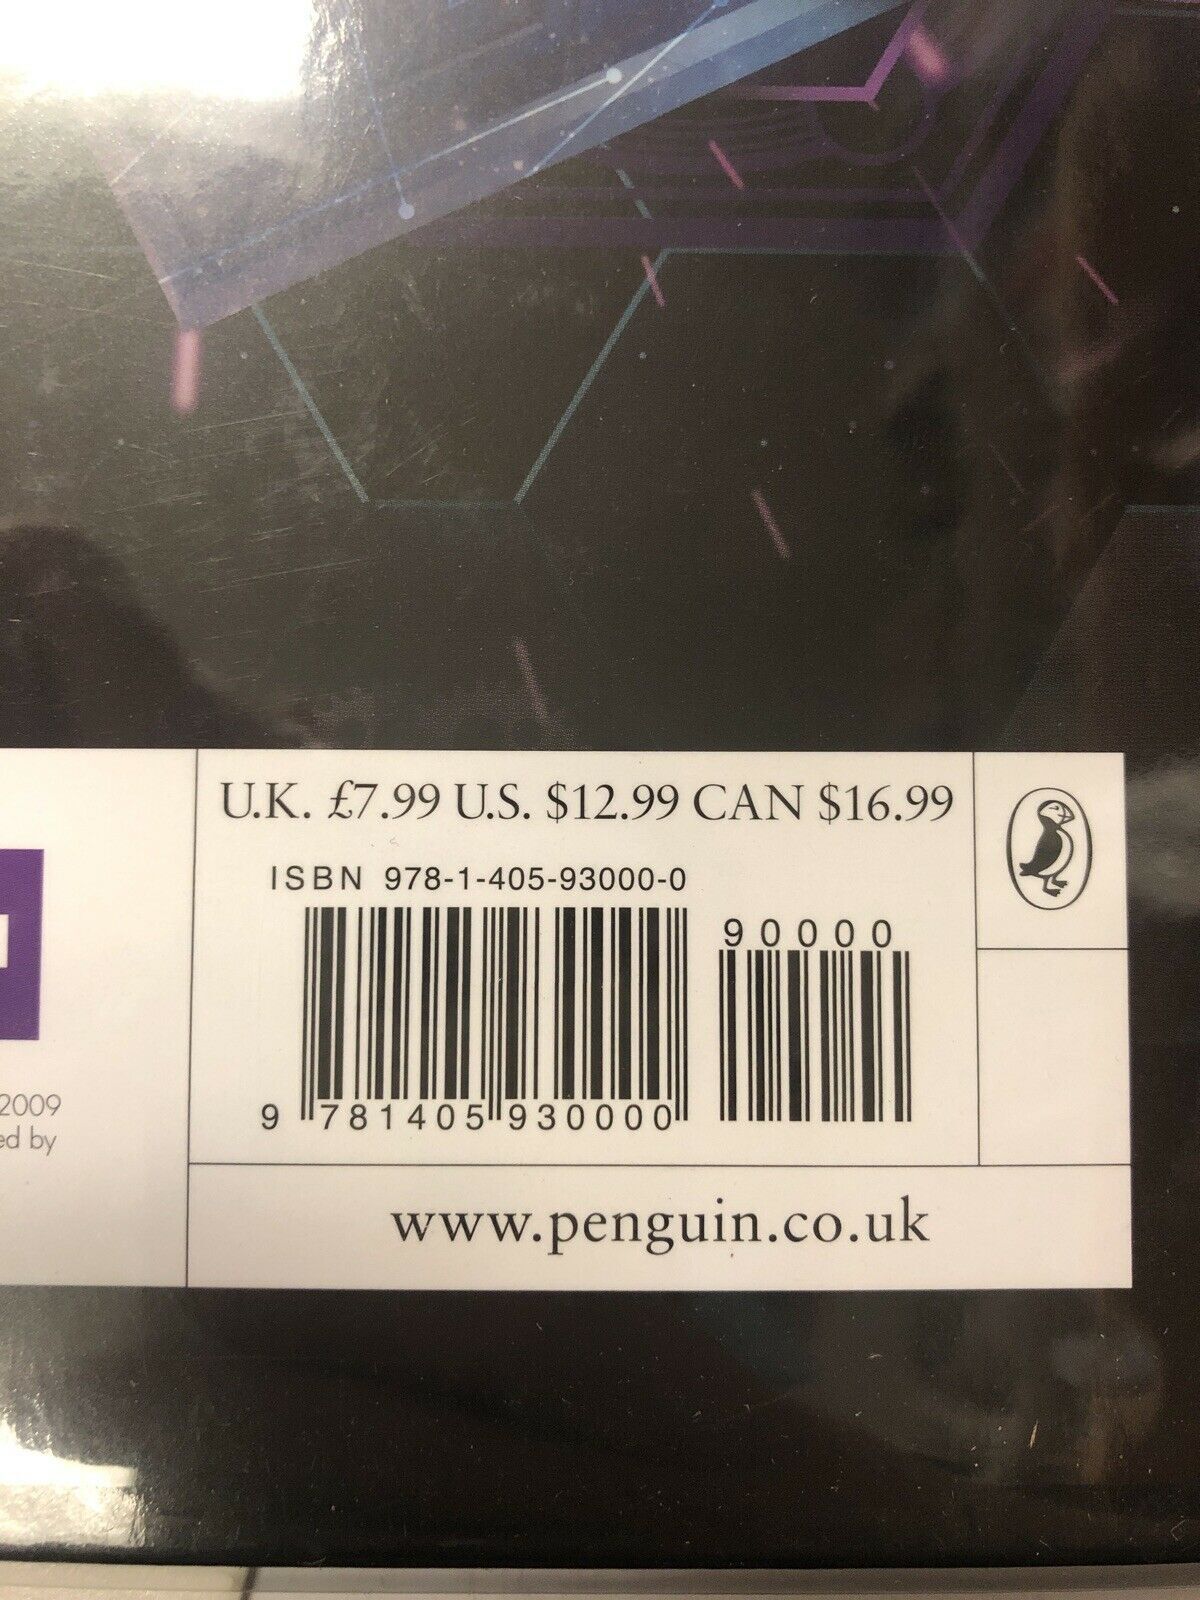 U.K. £7.99 U.S. $12.99 CAN $16.99
ISBN 978-1-405-93000-0
90000
9 781405 930000
2009
ed by
www.penguin.co.uk